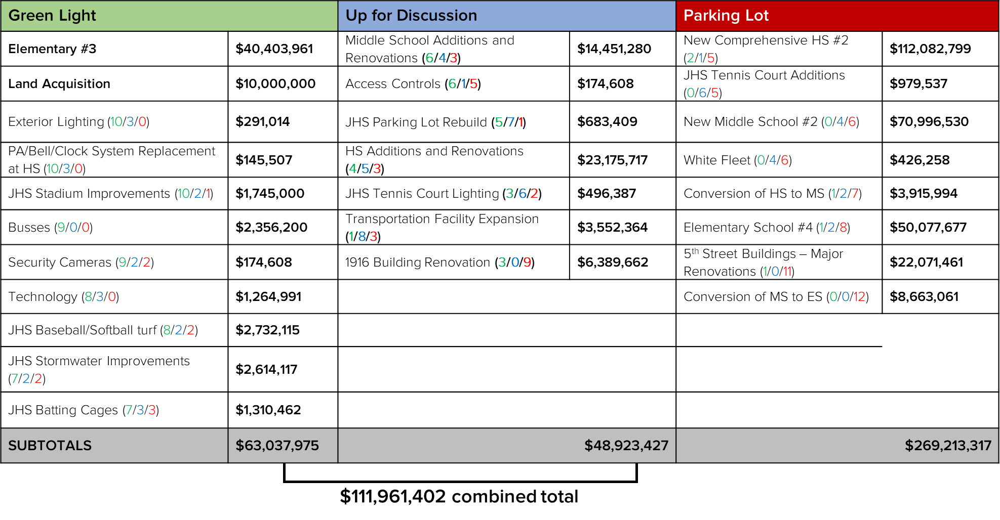 Green Light Up for Discussion Parking Lot
Elementary #3 $40,403,961 Middle School Additions and Renovations (6/4/3) $14,451,280 New Comprehensive HS #2 (2/1/5) $112,082,799
Land Acquisition $10,000,000 Access Controls (6/1/5) $174,608 JHS Tennis Court Additions (0/6/5) $979,537
Exterior Lighting (10/3/0) $291,014 JHS Parking Lot Rebuild (5/7/1) $683,409 New Middle School #2 (0/4/6) $70,996,530
PA/Bell/Clock System Replacement at HS (10/3/0) $145,507 HS Additions and Renovations (4/5/3) $23,175,717 White Fleet (0/4/6) $426,258
JHS Stadium Improvements (10/2/1) $1,745,000 JHS Tennis Court Lighting (3/6/2) $496,387 Conversion of HS to MS (1/2/7) $3,915,994
Busses (9/0/0) $2,356,200 Transportation Facility Expansion (1/8/3) $3,552,364 Elementary School #4 (1/2/8) $50,077,677
Security Cameras (9/2/2) $174,608 1916 Building Renovation (3/0/9) $6,389,662 5th Street Buildings – Major Renovations (1/0/11) $22,071,461
Technology (8/3/0) $1,264,991 Conversion of MS to ES (0/0/12) $8,663,061
JHS Baseball/Softball turf (8/2/2) $2,732,115
JHS Stormwater Improvements (7/2/2) $2,614,117
JHS Batting Cages (7/3/3) $1,310,462
SUBTOTALS $63,037,975 $48,923,427 $269,213,317
$111,961,402 combined total